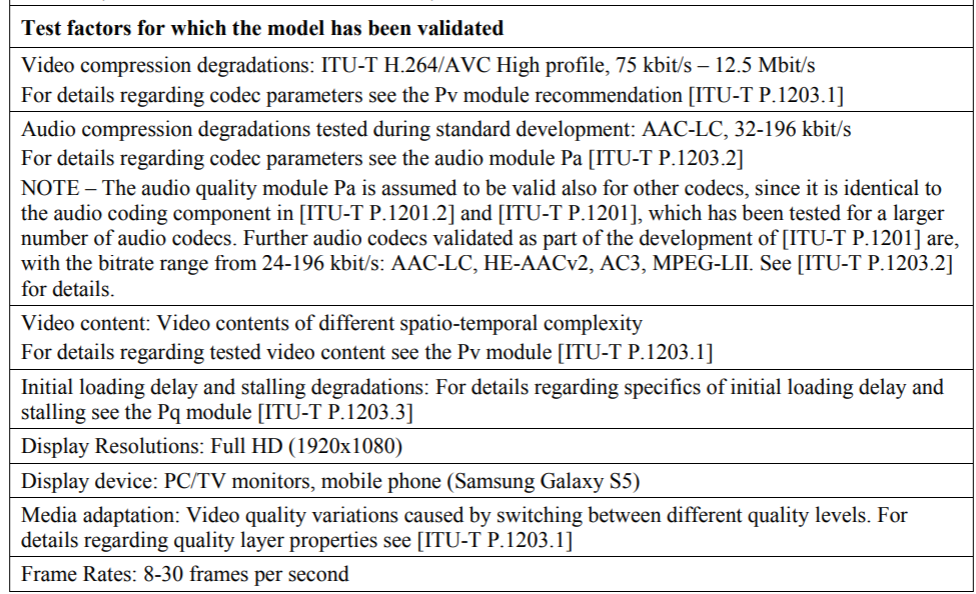 Test factors for which the model has been validated
Video compression degradations: ITU-T H.264/AVC High profile, 75 kbit/s – 12.5 Mbit/s
For details regarding codec parameters see the Pv module recommendation [ITU-T P.1203.1]
Audio compression degradations tested during standard development: AAC-LC, 32-196 kbit/s
For details regarding codec parameters see the audio module Pa [ITU-T P.1203.2]
NOTE – The audio quality module Pa is assumed to be valid also for other codecs, since it is identical to
the audio coding component in [ITU-T P.1201.2] and [ITU-T P.1201], which has been tested for a larger
number of audio codecs. Further audio codecs validated as part of the development of [ITU-T P.1201] are,
with the bitrate range from 24-196 kbit/s: AAC-LC, HE-AACv2, AC3, MPEG-LII. See [ITU-T P.1203.2]
for details.
Video content: Video contents of different spatio-temporal complexity
For details regarding tested video content see the Pv module [ITU-T P.1203.1]
Initial loading delay and stalling degradations: For details regarding specifics of initial loading delay and
stalling see the Pq module [ITU-T P.1203.3]
Display Resolutions: Full HD (1920x1080)
Display device: PC/TV monitors, mobile phone (Samsung Galaxy S5)
Media adaptation: Video quality variations caused by switching between different quality levels. For
details regarding quality layer properties see [ITU-T P.1203.1]
Frame Rates: 8-30 frames per second